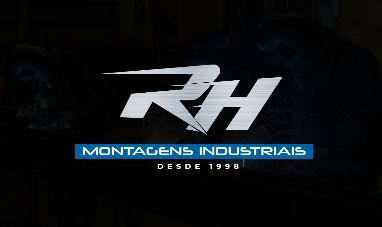 RH
MONTAGENS INDUSTRIAIS
DESDE 1998